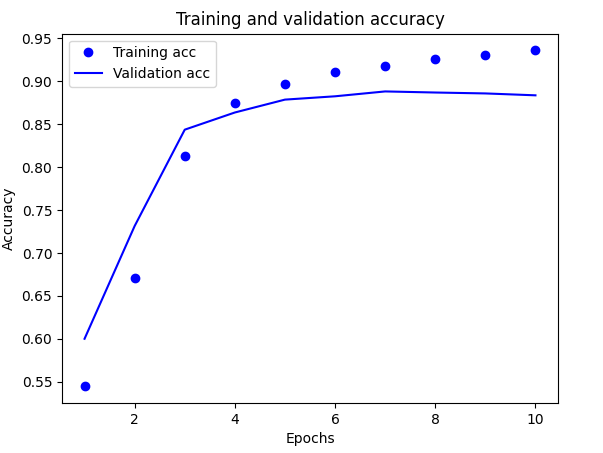 Training and validation accuracy
Training acc
Validation acc
0.95
0.90
0.85
0.80
0.75
0.70
0.65
0.60
0.55
Accuracy
2
4
6
8
10
Epochs